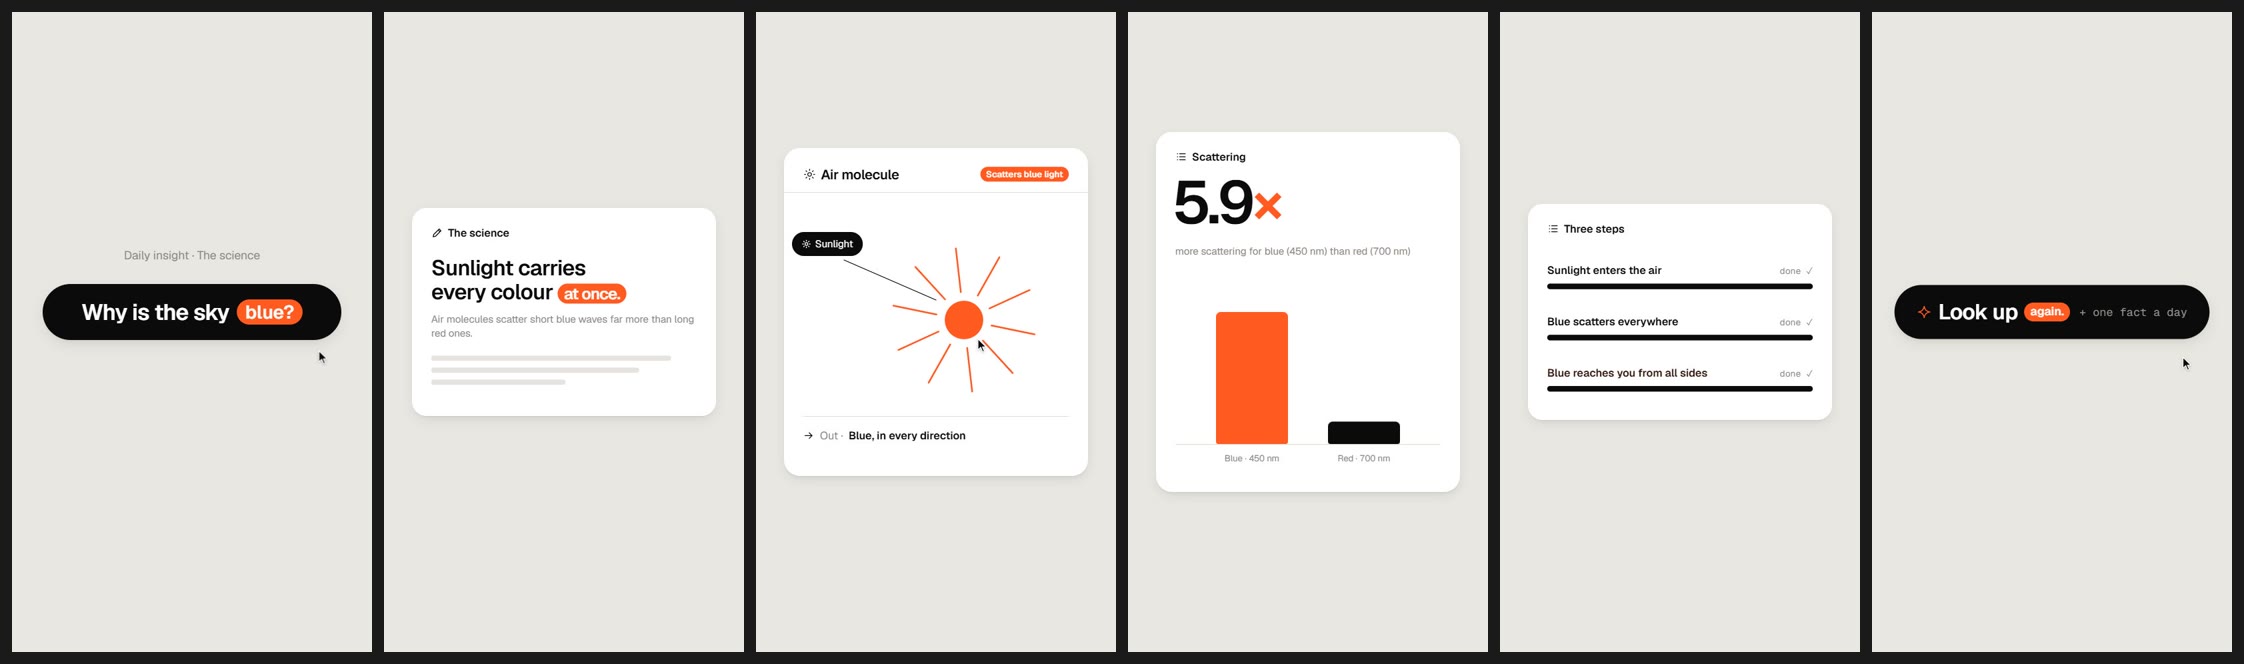 Daily insight · The science
Why is the sky blue?
The science
Sunlight carries
every colour at once.
Air molecules scatter short blue waves far more than long
red ones.
Air molecule
Scatters blue light
Sunlight
→ Out · Blue, in every direction
Scattering
5.9×
more scattering for blue (450 nm) than red (700 nm)
Blue · 450 nm
Red · 700 nm
Three steps
Sunlight enters the air done ✓
Blue scatters everywhere done ✓
Blue reaches you from all sides done ✓
Look up again. + one fact a day